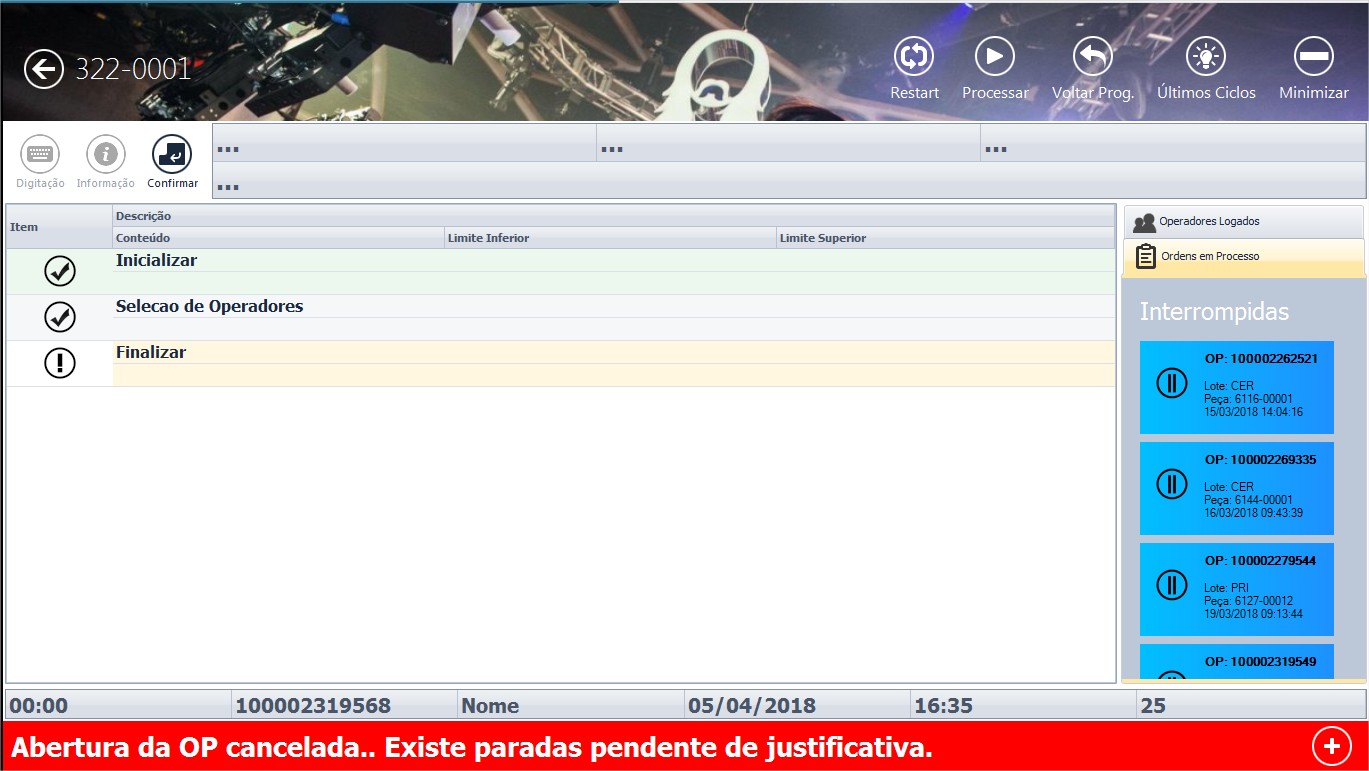 322-0001
Restart
Processar
Voltar Prog.
Últimos Ciclos
Minimizar
Digitação
Informação
Confirmar
...
...
...
...
Item
Descrição
Conteúdo
Limite Inferior
Limite Superior
Inicializar
Selecao de Operadores
Finalizar
Operadores Logados
Ordens em Processo
Interrompidas
OP: 100002262521
Lote: CER
Peça: 6116-00001
15/03/2018 14:04:16
OP: 100002269335
Lote: CER
Peça: 6144-00001
16/03/2018 09:43:39
OP: 100002279544
Lote: PRI
Peça: 6127-00012
19/03/2018 09:13:44
OP: 100002319549
00:00
100002319568
Nome
05/04/2018
16:35
25
Abertura da OP cancelada.. Existe paradas pendente de justificativa.